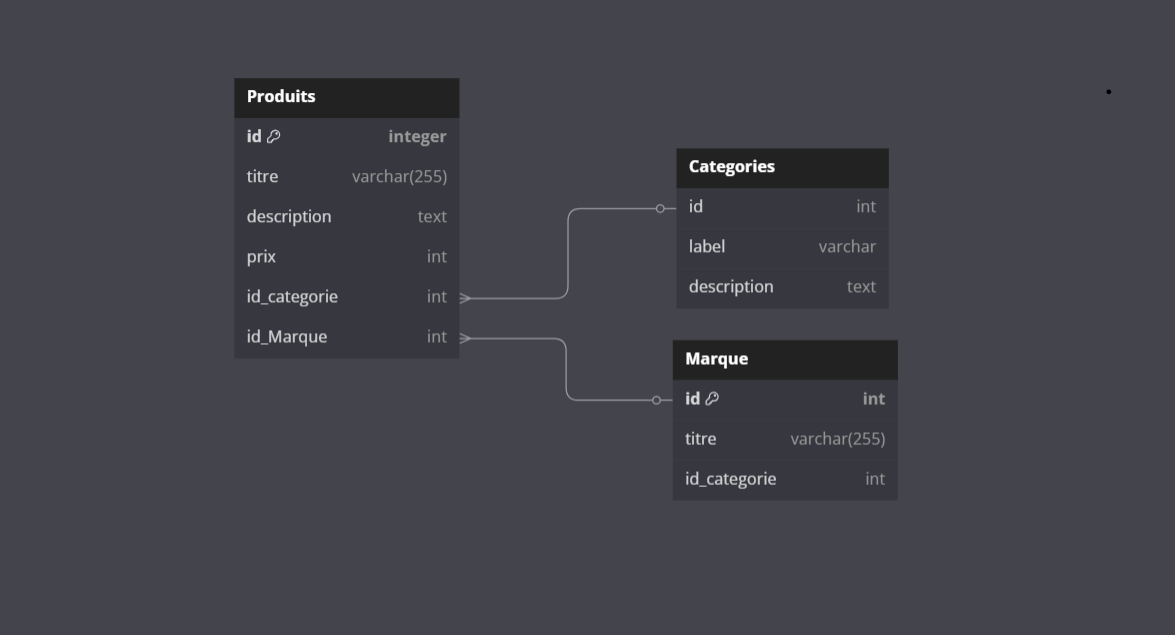 Produits
id integer
titre varchar(255)
description text
prix int
id_categorie int
id_Marque int
Categories
id int
label varchar
description text
Marque
id int
titre varchar(255)
id_categorie int